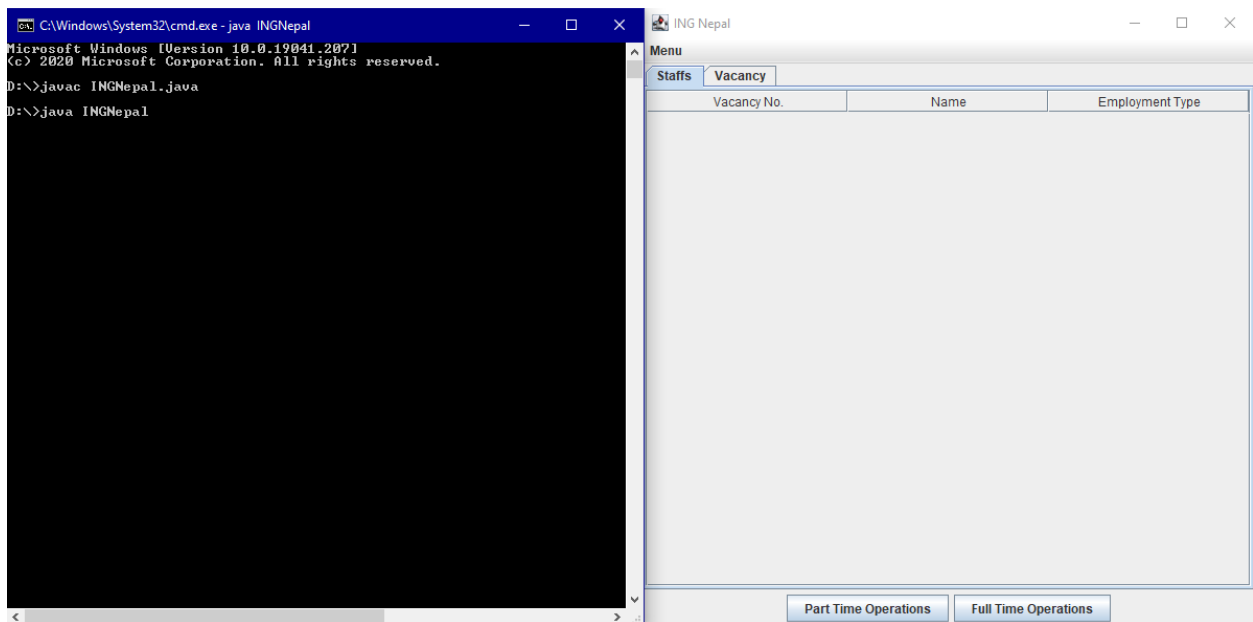 C:\Windows\System32\cmd.exe - java  INGNepal
Microsoft Windows [Version 10.0.19041.207]
(c) 2020 Microsoft Corporation. All rights reserved.
D:\>javac INGNepal.java
D:\>java INGNepal
ING Nepal
Menu
Staffs Vacancy
Vacancy No. Name Employment Type
Part Time Operations Full Time Operations